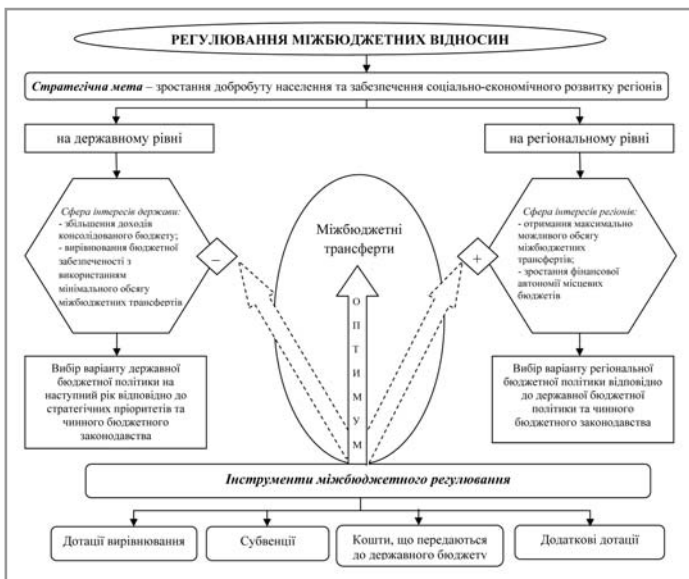 РЕГУЛЮВАННЯ МІЖБЮДЖЕТНИХ ВІДНОСИН
Стратегічна мета – зростання добробуту населення та забезпечення соціально-економічного розвитку регіонів
на державному рівні
на регіональному рівні
Сфера інтересів держави:
- збільшення доходів
консолідованого бюджету;
- вирівнювання бюджетної
забезпеченості з
використанням
мінімального обсягу
міжбюджетних трансфертів
–
Міжбюджетні
трансферти
+
Сфера інтересів регіонів:
- отримання максимально
можливого обсягу
міжбюджетних
трансфертів;
- зростання фінансової
автономії місцевих
бюджетів
О
П
Т
И
М
У
М
Вибір варіанту державної
бюджетної політики на
наступний рік відповідно до
стратегічних пріоритетів та
чинного бюджетного
законодавства
Вибір варіанту регіональної
бюджетної політики відповідно
до державної бюджетної
політики та чинного
бюджетного законодавства
Інструменти міжбюджетного регулювання
Дотації вирівнювання
Субвенції
Кошти, що передаються
до державного бюджету
Додаткові дотації